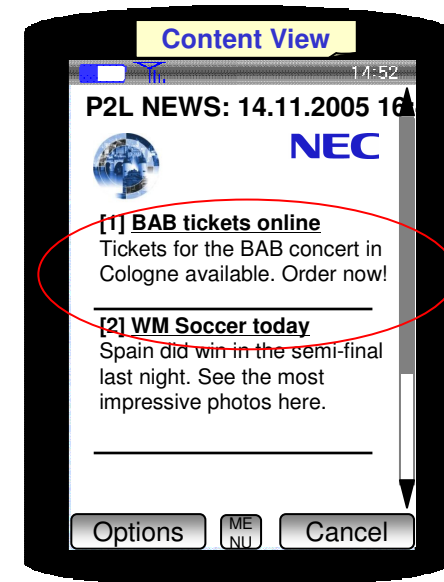 Content View
14:52
P2L NEWS: 14.11.2005 16:
NEC
[1] BAB tickets online
Tickets for the BAB concert in
Cologne available. Order now!
[2] WM Soccer today
Spain did win in the semi-final
last night. See the most
impressive photos here.
Options
ME
NU
Cancel